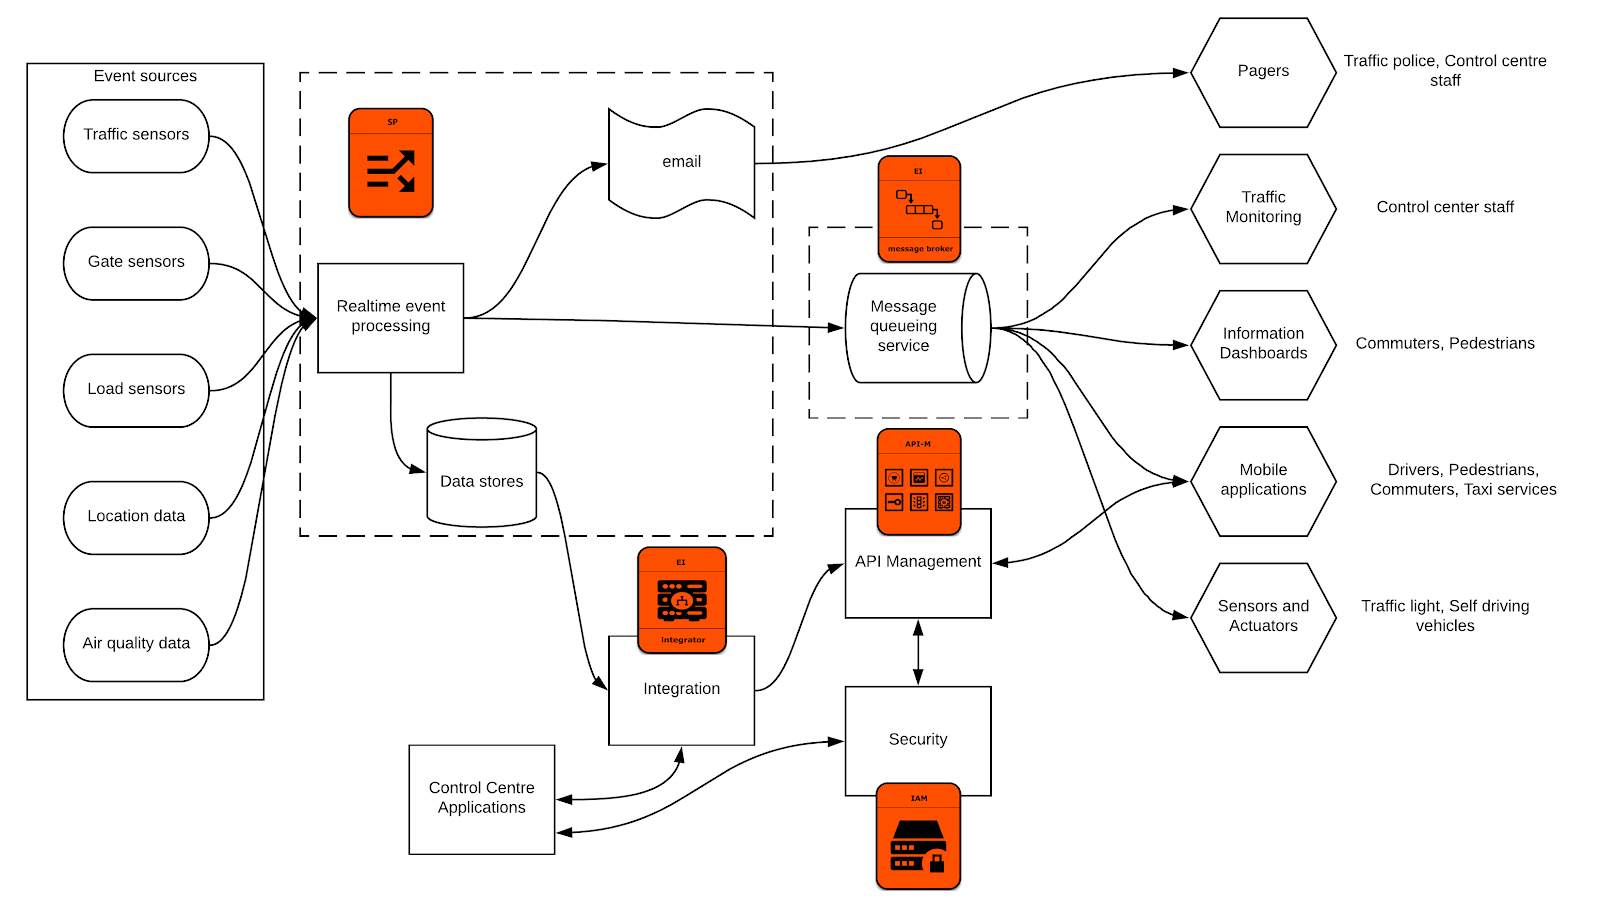 Event sources
Traffic sensors
Gate sensors
Load sensors
Location data
Air quality data
SP
Realtime event
processing
email
Data stores
EI
message broker
Message
queueing
service
API-M
API Management
EI
integrator
Integration
Control Centre
Applications
Security
IAM
Pagers
Traffic police, Control centre
staff
Traffic
Monitoring
Control center staff
Information
Dashboards
Commuters, Pedestrians
Mobile
applications
Drivers, Pedestrians,
Commuters, Taxi services
Sensors and
Actuators
Traffic light, Self driving
vehicles